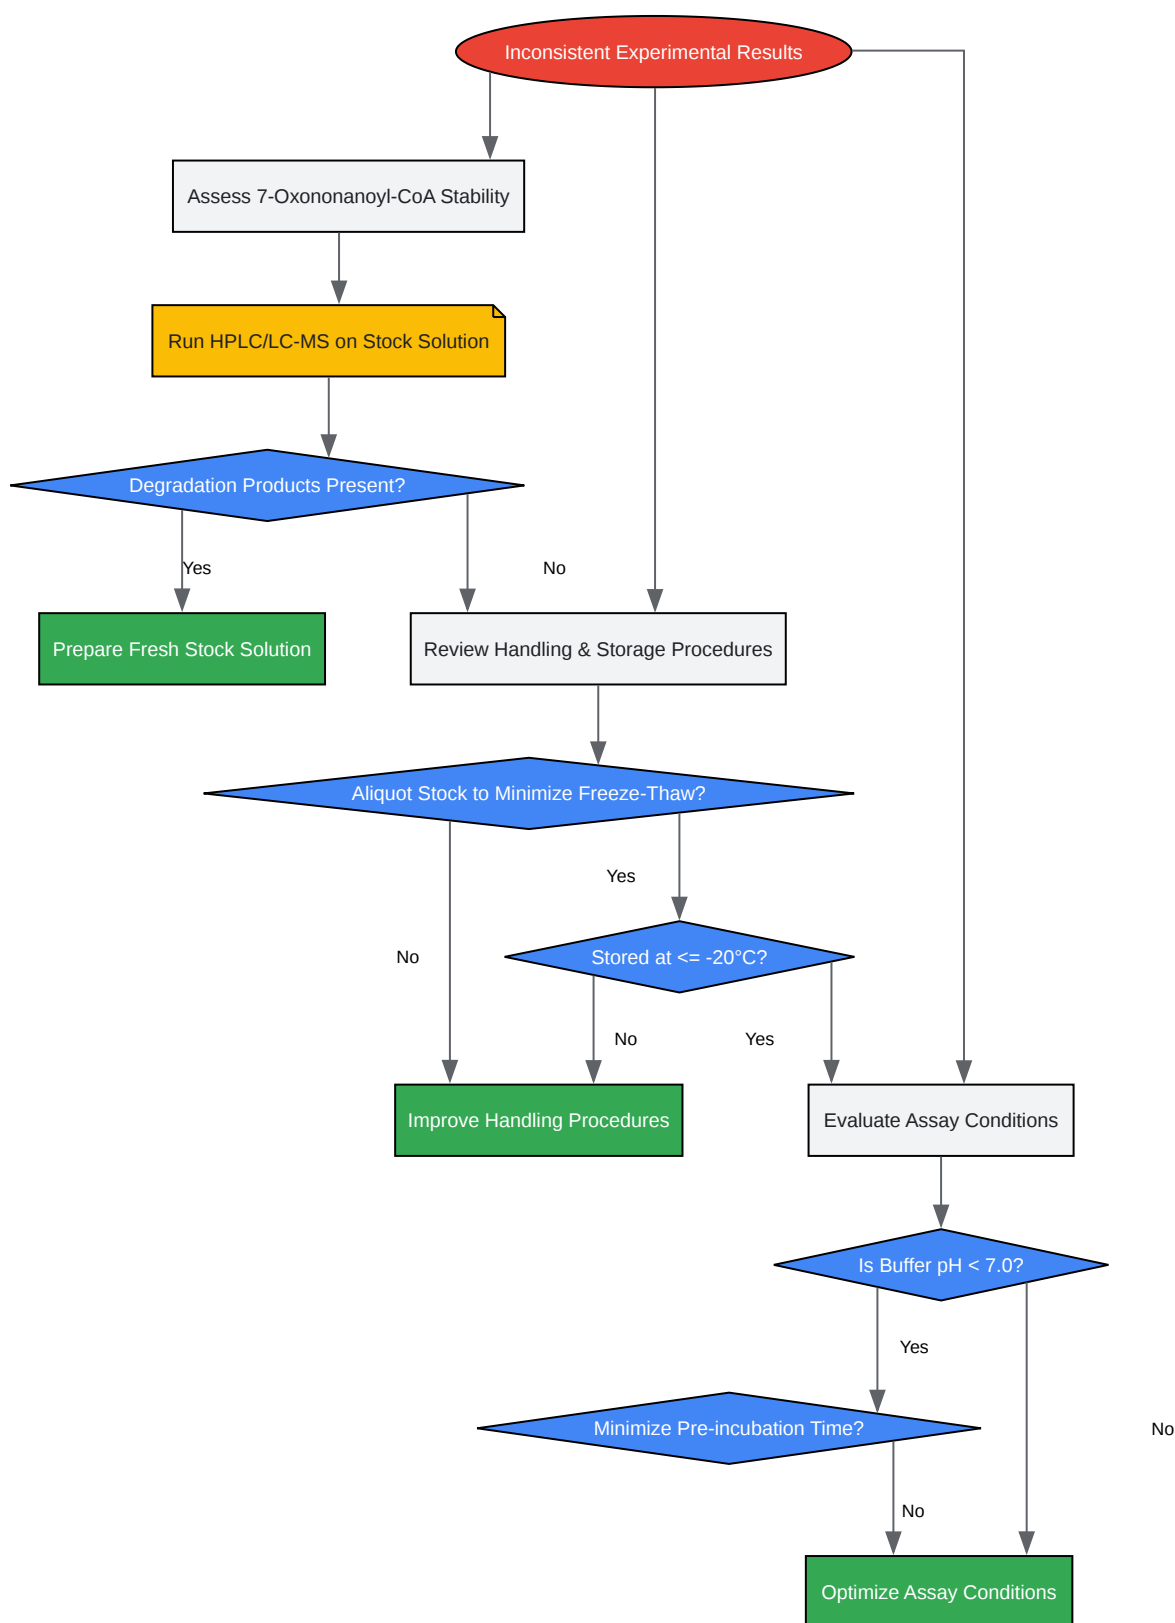 Inconsistent Experimental Results
Assess 7-Oxononanoyl-CoA Stability
Run HPLC/LC-MS on Stock Solution
Degradation Products Present?
Yes
No
Prepare Fresh Stock Solution
Review Handling & Storage Procedures
Aliquot Stock to Minimize Freeze-Thaw?
Yes
No
Stored at <= -20°C?
No
Yes
Improve Handling Procedures
Evaluate Assay Conditions
Is Buffer pH < 7.0?
Yes
Minimize Pre-incubation Time?
No
No
Optimize Assay Conditions